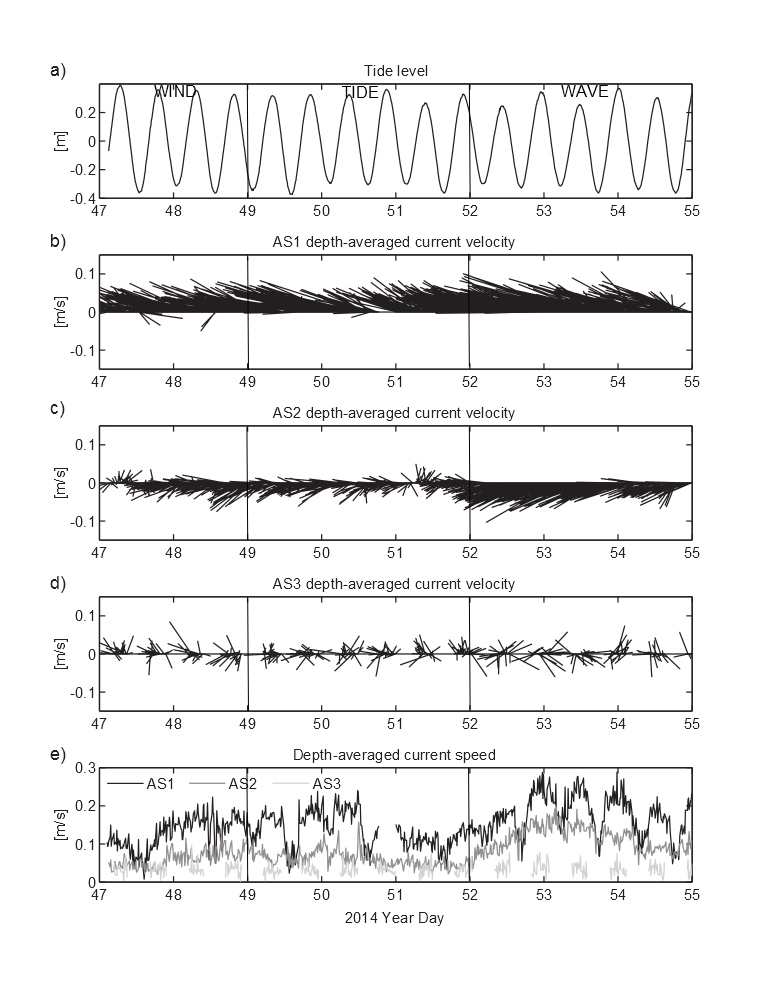 a) Tide level
WIND TIDE WAVE
0.2
0
-0.2
-0.4
[m]
47 48 49 50 51 52 53 54 55
b) AS1 depth-averaged current velocity
0.1
0
-0.1
[m/s]
47 48 49 50 51 52 53 54 55
c) AS2 depth-averaged current velocity
0.1
0
-0.1
[m/s]
47 48 49 50 51 52 53 54 55
d) AS3 depth-averaged current velocity
0.1
0
-0.1
[m/s]
47 48 49 50 51 52 53 54 55
e) Depth-averaged current speed
0.3
AS1 AS2 AS3
0.2
0.1
0
[m/s]
47 48 49 50 51 52 53 54 55
2014 Year Day